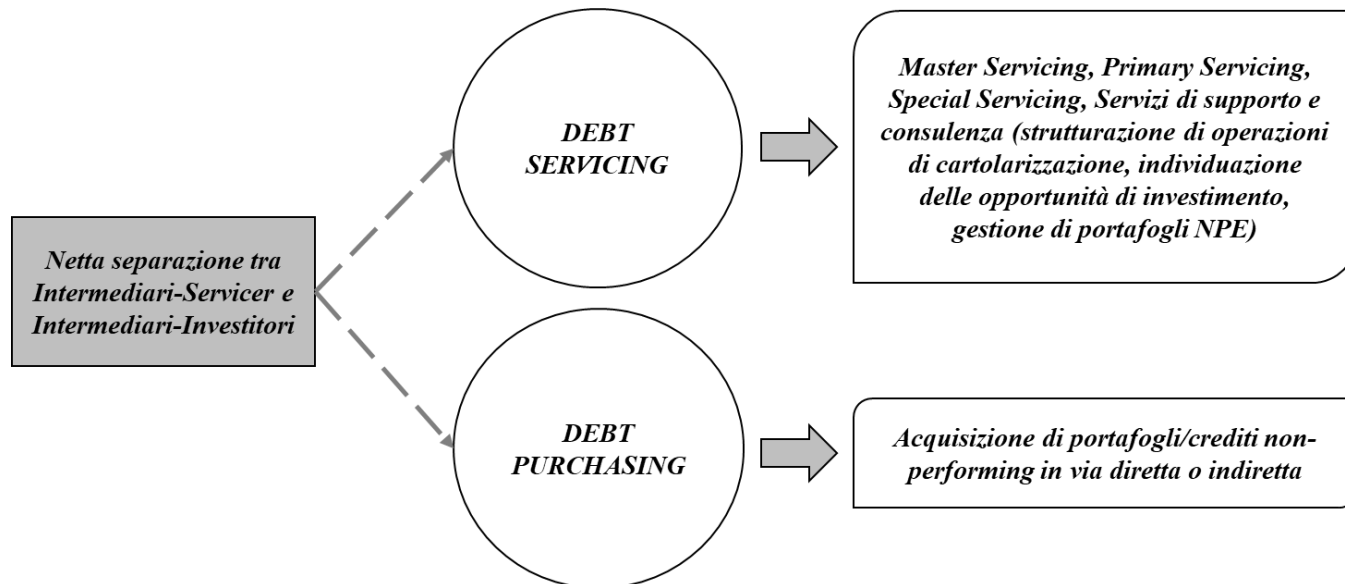 Netta separazione tra
Intermediari-Servicer e
Intermediari-Investitori
DEBT
SERVICING
Master Servicing, Primary Servicing,
Special Servicing, Servizi di supporto e
consulenza (strutturazione di operazioni
di cartolarizzazione, individuazione
delle opportunità di investimento,
gestione di portafogli NPE)
DEBT
PURCHASING
Acquisizione di portafogli/crediti non-
performing in via diretta o indiretta